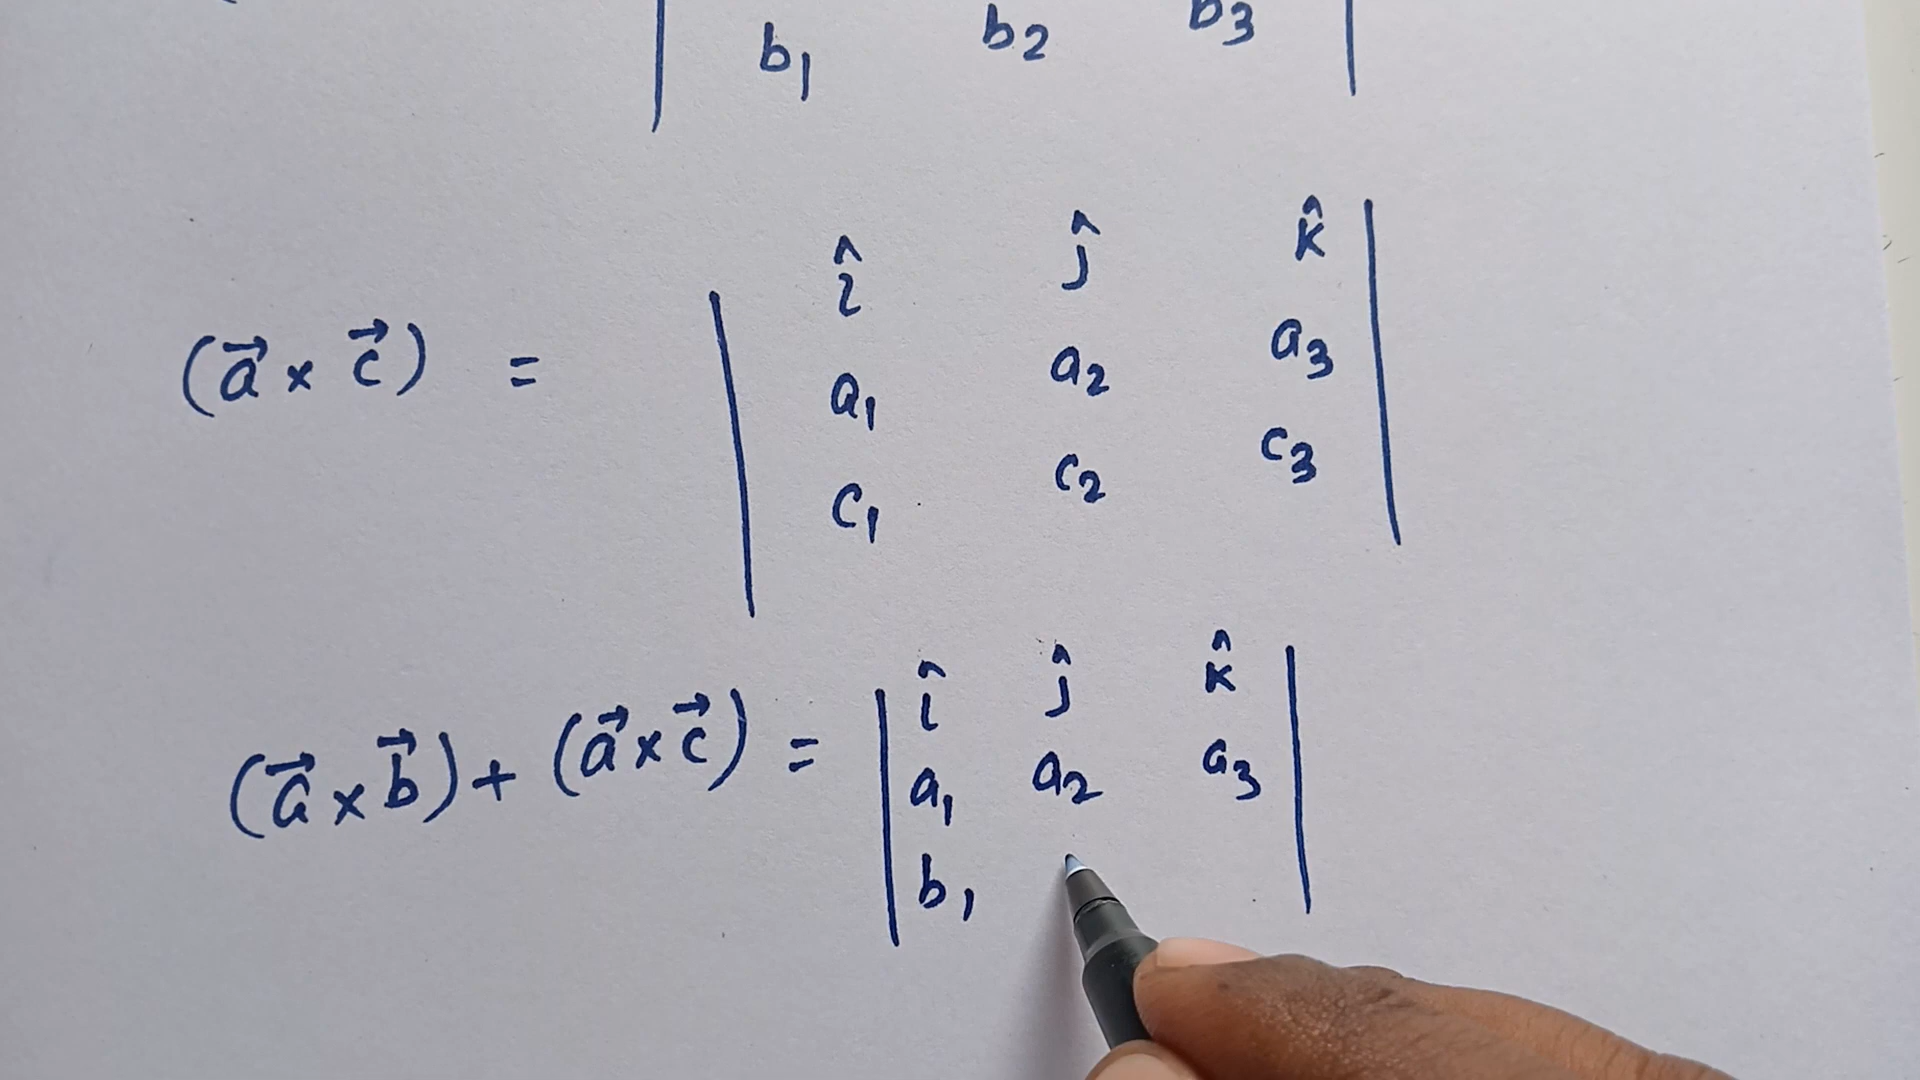 b₁ b₂ b₃
î ĵ k̂
(a⃗ × c⃗) = a₁ a₂ a₃
c₁ c₂ c₃
î ĵ k̂
(a⃗ × b⃗) + (a⃗ × c⃗) = a₁ a₂ a₃
b₁